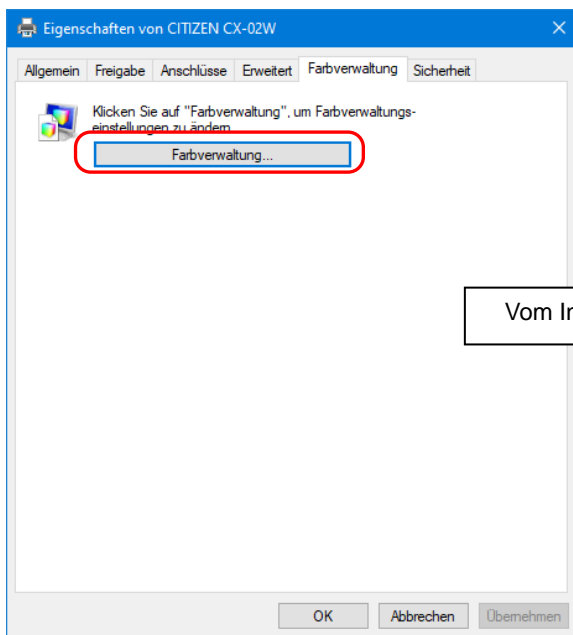 Eigenschaften von CITIZEN CX-02W
Allgemein Freigabe Anschlüsse Erweitert Farbverwaltung Sicherheit
Klicken Sie auf "Farbverwaltung", um Farbverwaltungs-
einstellungen zu ändern.
Farbverwaltung...
Vom
OK Abbrechen Übernehmen